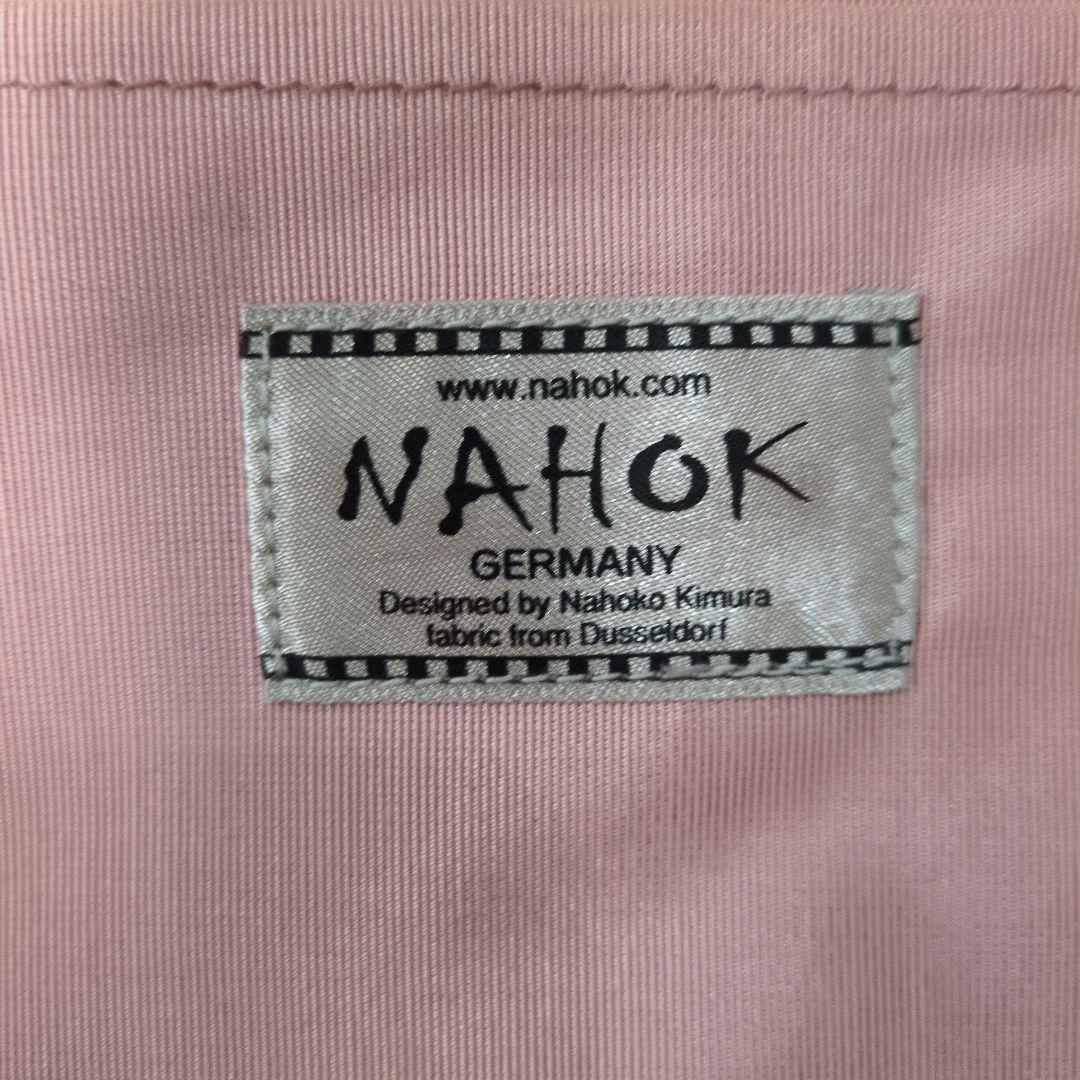 www.nahok.com
NAHOK
GERMANY
Designed by Nahoko Kimura
fabric from Dusseldorf